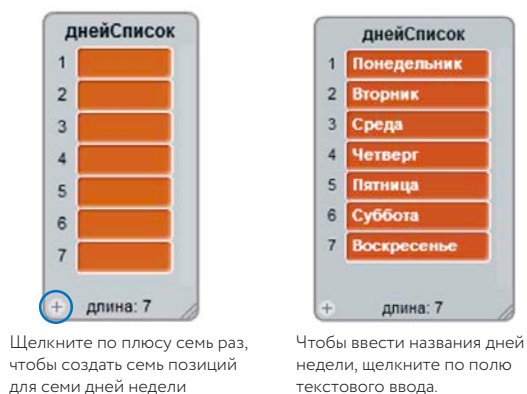 днейСписок
1
2
3
4
5
6
7
+ длина: 7
Щелкните по плюсу семь раз,
чтобы создать семь позиций
для семи дней недели
днейСписок
1 Понедельник
2 Вторник
3 Среда
4 Четверг
5 Пятница
6 Суббота
7 Воскресенье
+ длина: 7
Чтобы ввести названия дней
недели, щелкните по полю
текстового ввода.